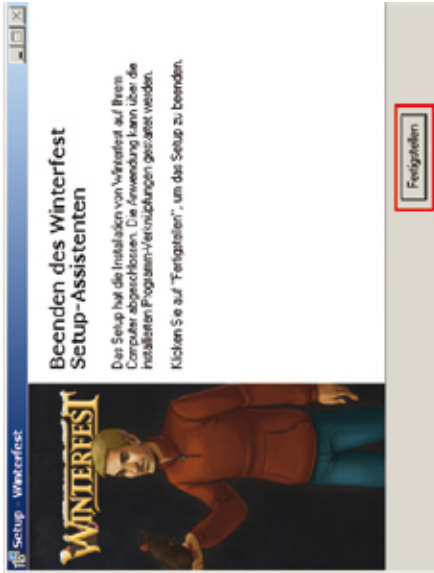 Setup - Winterfest
WINTERFEST
Beenden des Winterfest
Setup-Assistenten
Das Setup hat die Installation von Winterfest auf Ihrem
Computer abgeschlossen. Die Anwendung kann über die
installierten Programm-Verknüpfungen gestartet werden.
Klicken Sie auf "Fertigstellen", um das Setup zu beenden.
Fertigstellen